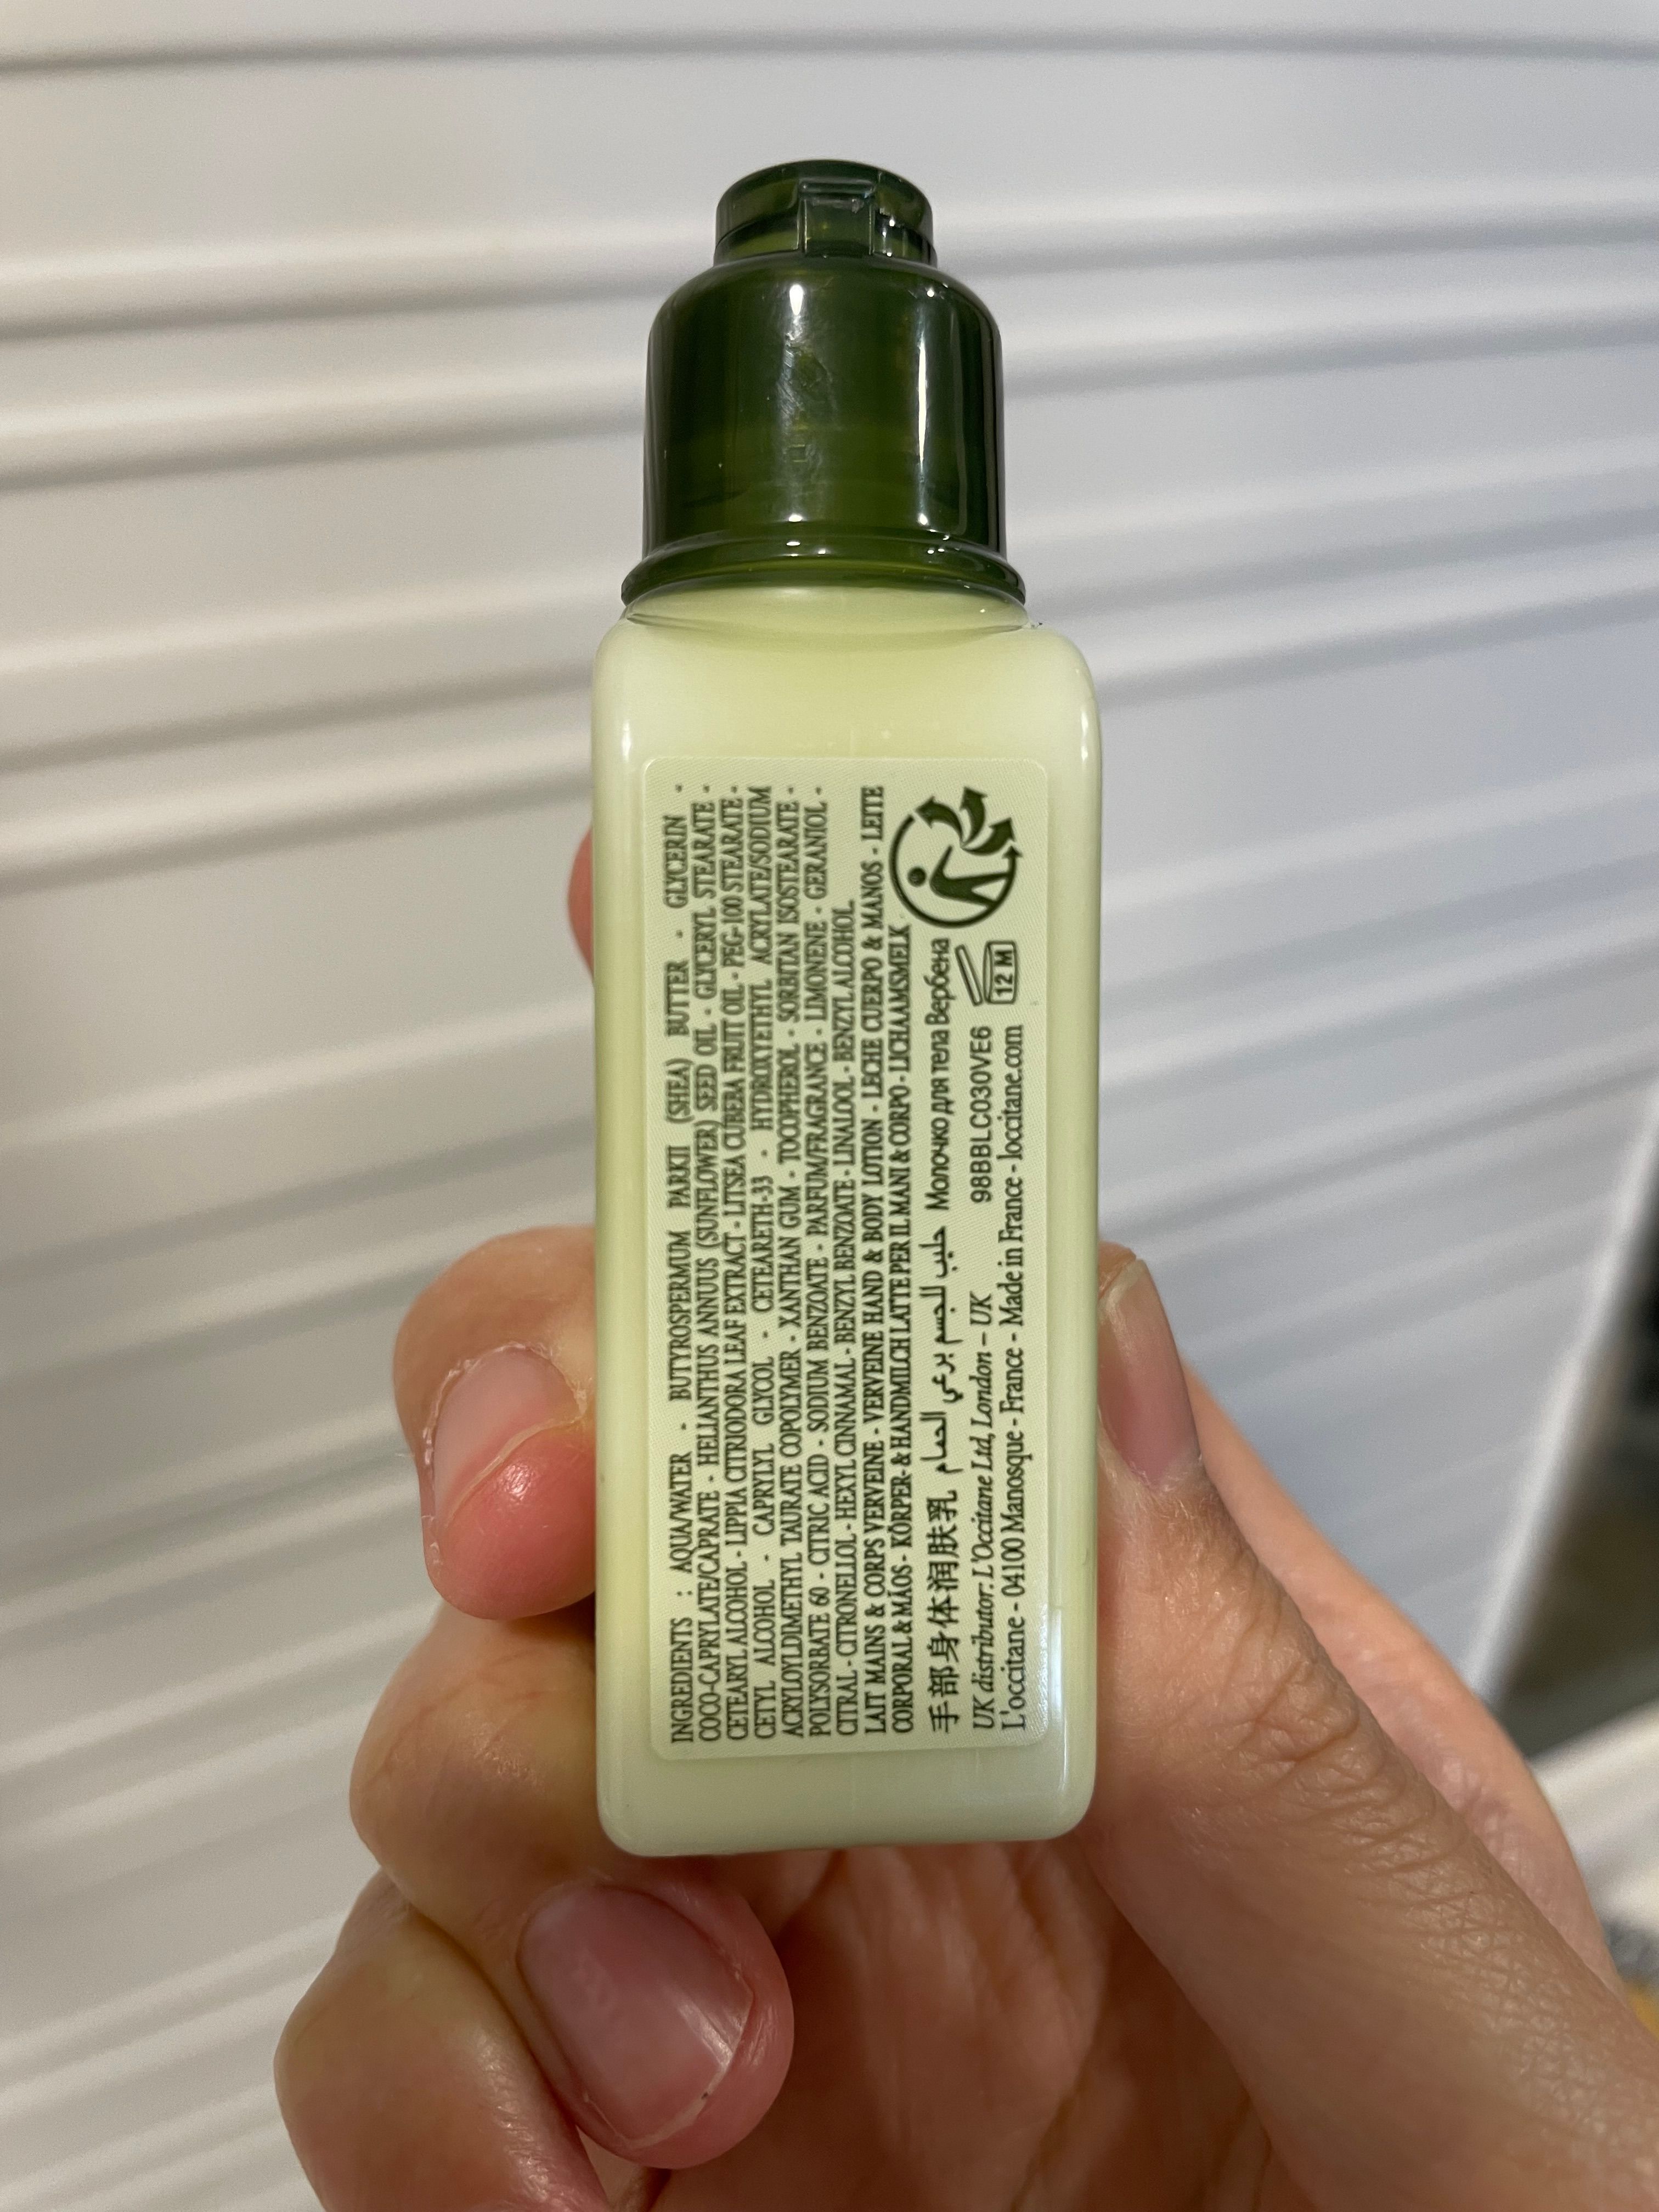 INGREDIENTS : AQUA/WATER - BUTYROSPERMUM PARKII (SHEA) BUTTER - GLYCERIN -
COCO-CAPRYLATE/CAPRATE - HELIANTHUS ANNUUS (SUNFLOWER) SEED OIL - GLYCERYL STEARATE -
CETEARYL ALCOHOL - LIPPIA CITRIODORA LEAF EXTRACT - LITSEA CUBEBA FRUIT OIL - PEG-100 STEARATE -
CETYL ALCOHOL - CAPRYLYL GLYCOL - CETEARETH-33 - HYDROXYETHYL ACRYLATE/SODIUM
ACRYLOYLDIMETHYL TAURATE COPOLYMER - XANTHAN GUM - TOCOPHEROL - SORBITAN ISOSTEARATE -
POLYSORBATE 60 - CITRIC ACID - SODIUM BENZOATE - PARFUM/FRAGRANCE - LIMONENE - GERANIOL -
CITRAL - CITRONELLOL - HEXYL CINNAMAL - BENZYL BENZOATE - LINALOOL - BENZYL ALCOHOL.
LAIT MAINS & CORPS VERVEINE - VERVEINE HAND & BODY LOTION - LECHE CUERPO & MANOS - LEITE
CORPORAL & MÃOS - KÖRPER- & HANDMILCH LATTE PER IL MANI & CORPO - LICHAAMSMELK
手部身体润肤乳 حليب للجسم برعي الحمام Молочко для тела Вербена
UK distributor: L'Occitane Ltd, London – UK 98BBLC030VE6
L'occitane - 04100 Manosque - France - Made in France - loccitane.com
12 M